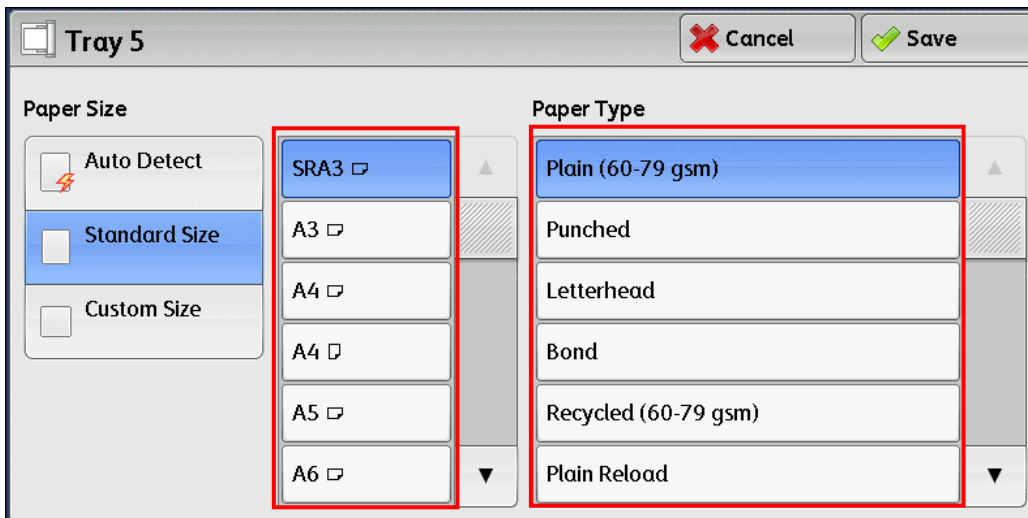 Tray 5
Cancel
Save
Paper Size
Paper Type
Auto Detect
Standard Size
Custom Size
SRA3
A3
A4
A4
A5
A6
Plain (60-79 gsm)
Punched
Letterhead
Bond
Recycled (60-79 gsm)
Plain Reload